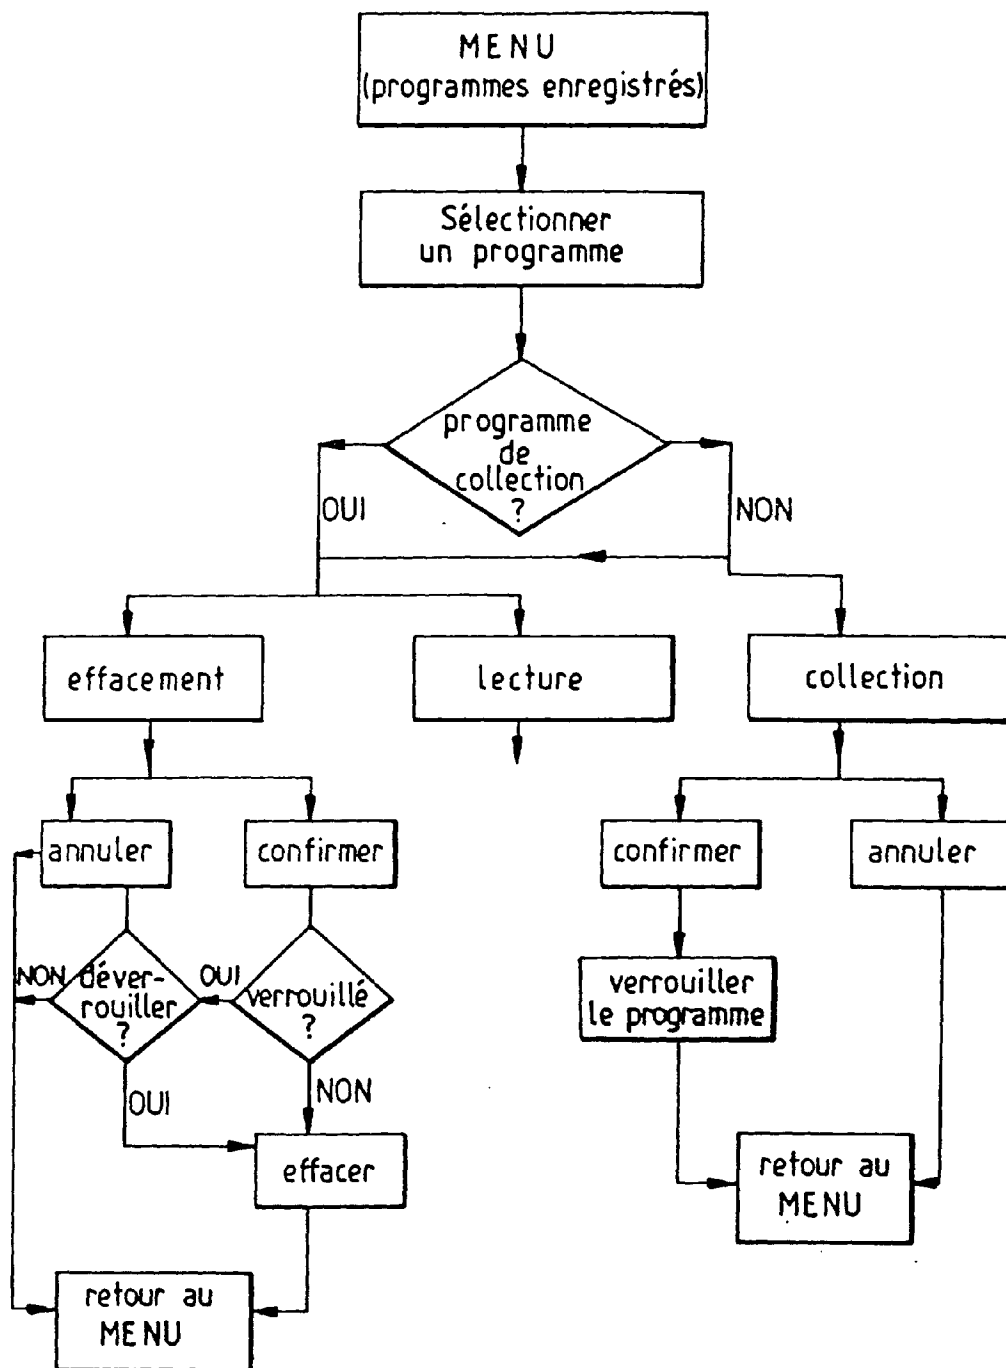 MENU
(programmes enregistrés)
Sélectionner
un programme
programme
de
collection
?
OUI
NON
effacement
lecture
collection
annuler
confirmer
confirmer
annuler
NON
déver-
rouiller
?
OUI
verrouillé
?
verrouiller
le programme
OUI
NON
effacer
retour au
MENU
retour au
MENU